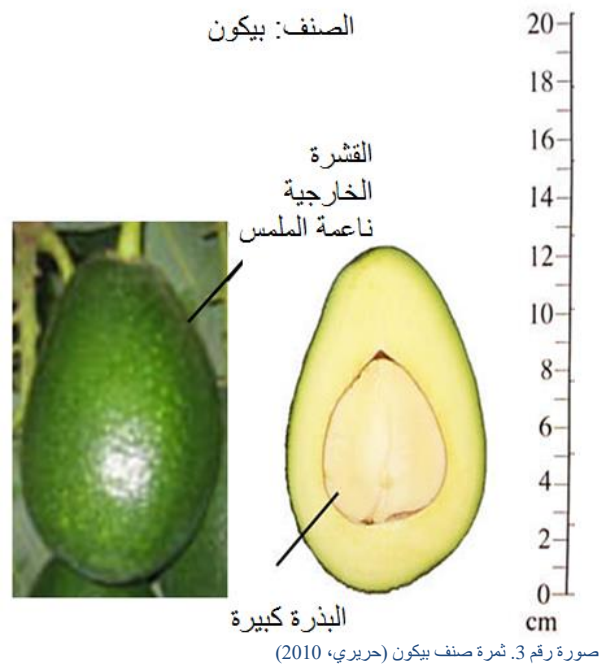 الصنف: بيكون
القشرة
الخارجية
ناعمة الملمس
20
18
16
14
12
10
8
6
4
2
0
cm
البذرة كبيرة
صورة رقم 3. ثمرة صنف بيكون (حريري، 2010)